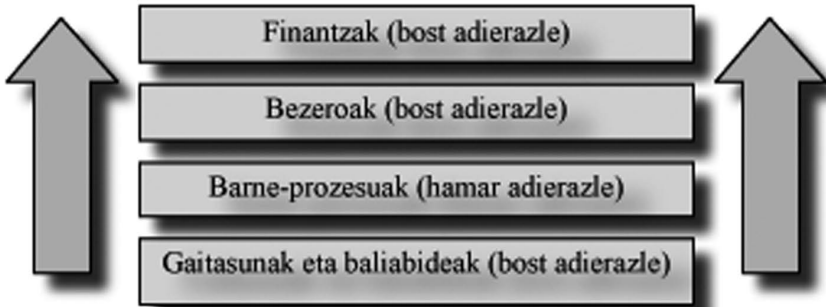 Finantzak (bost adierazle)
Bezeroak (bost adierazle)
Barne-prozesuak (hamar adierazle)
Gaitasunak eta baliabideak (bost adierazle)